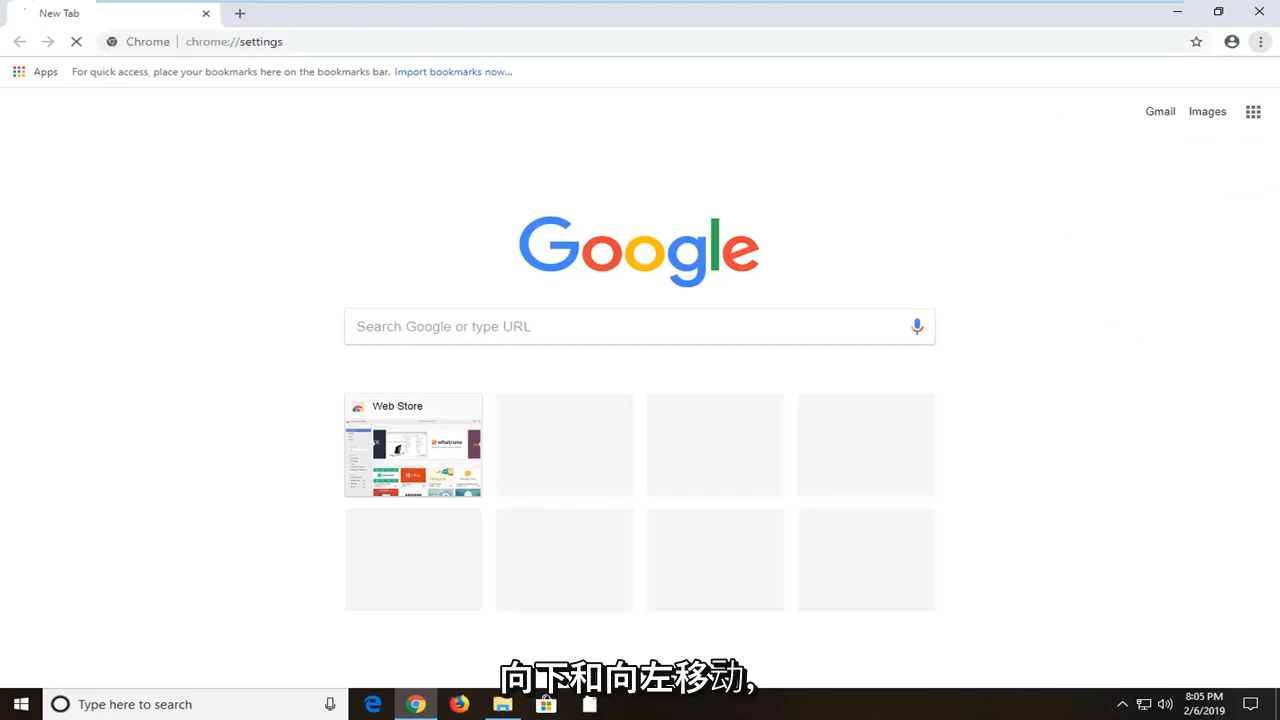 New Tab
Chrome chrome://settings
Apps For quick access, place your bookmarks here on the bookmarks bar. Import bookmarks now...
Gmail Images
Google
Search Google or type URL
Web Store
whatruns
向下和向左移动，
Type here to search
8:05 PM
2/6/2019